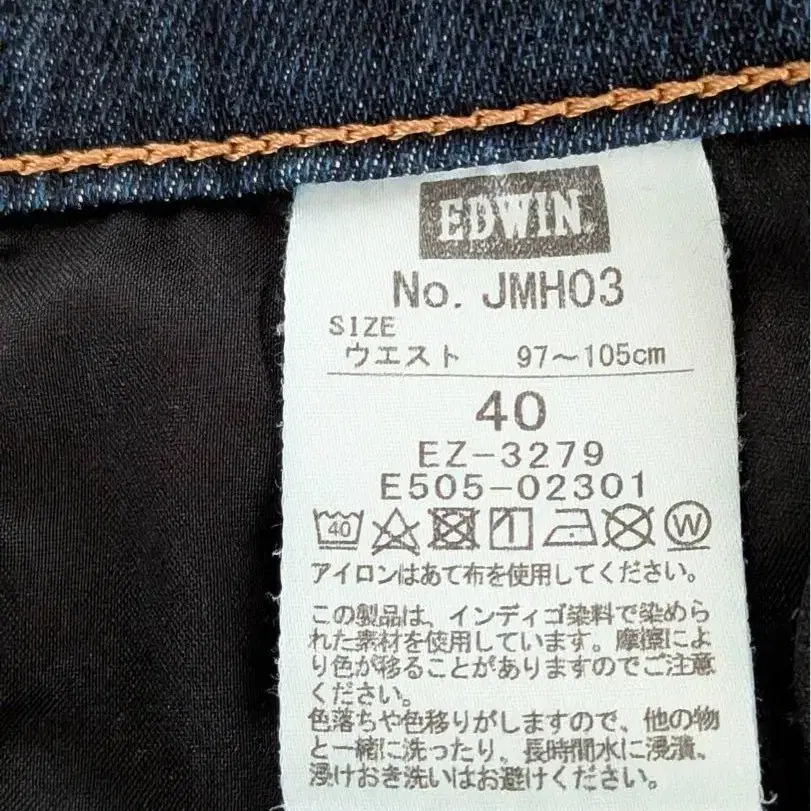 EDWIN
No. JMH03
SIZE
ウエスト 97～105cm
40
EZ-3279
E505-02301
40 W
アイロンはあて布を使用してください。
この製品は、インディゴ染料で染めら
れた素材を使用しています。摩擦によ
り色が移ることがありますのでご注意
ください。
色落ちや色移りがしますので、他の物
と一緒に洗ったり、長時間水に浸漬、
浸けおき洗いはお避けください。